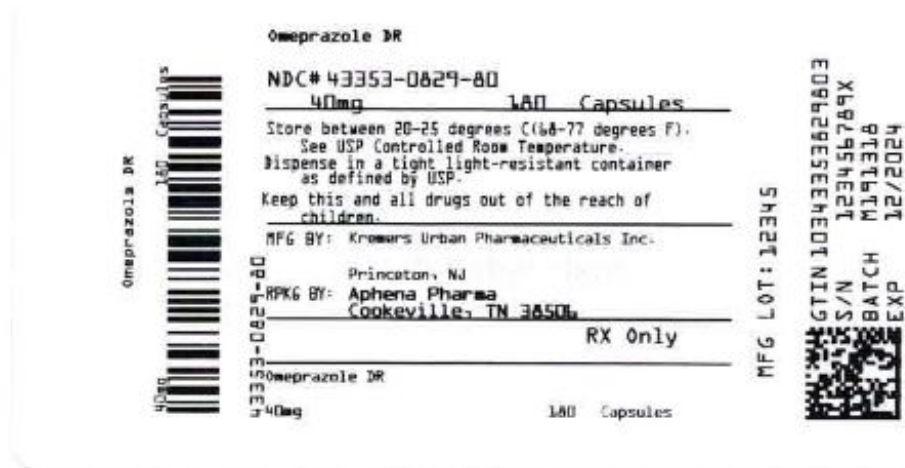 Omeprazole DR
NDC# 43353-0829-80
40mg 180 Capsules
Store between 20-25 degrees C(68-77 degrees F).
See USP Controlled Room Temperature.
Dispense in a tight light-resistant container
as defined by USP.
Keep this and all drugs out of the reach of
children.
MFG BY: Kremers Urban Pharmaceuticals Inc.
Princeton, NJ
RPKG BY: Aphena Pharma
Cookeville, TN 38506
RX Only
Omeprazole DR
40mg 180 Capsules
Omeprazole DR
40mg 180 Capsules
43353-0829-80
MFG LOT: 12345
GTIN 10343353829803
S/N 123456789X
BATCH M191318
EXP 12/2024